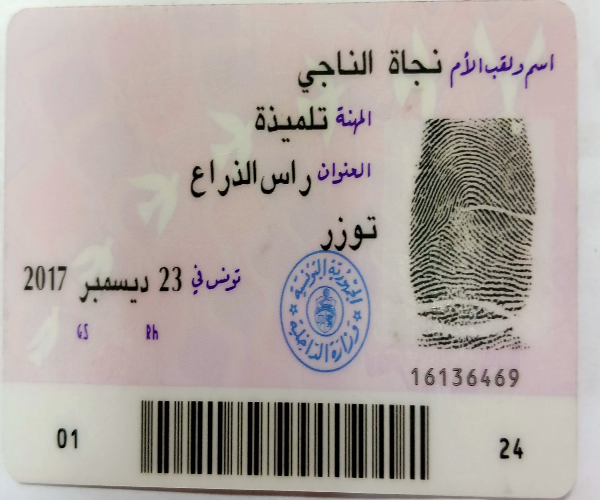 اسم ولقب الأم نجاة الناجي
المهنة تلميذة
العنوان راس الذراع
توزر
تونس في 23 ديسمبر 2017
GS Rh
الجمهورية التونسية
وزارة الداخلية
16136469
01 24